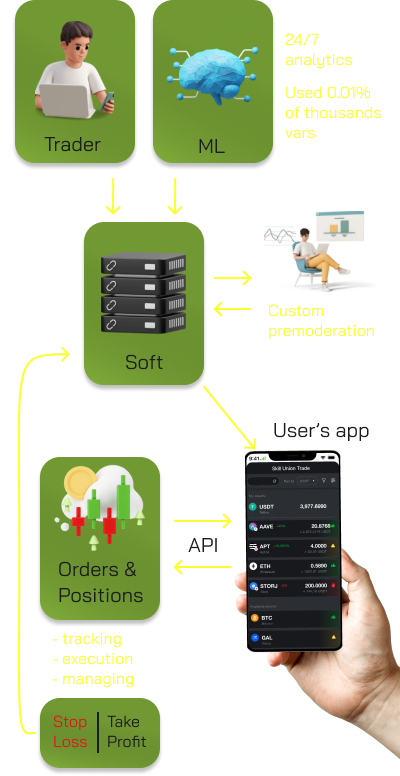 24/7
analytics
Used 0.01%
of thousands
vars
Trader
ML
Soft
Custom
premoderation
User's app
9:41
Skill Union Trade
USDT
3,977.6990
AAVE
20.8768
APT
4.0000
ETH
0.5890
STORJ
200.0000
BTC
GAL
API
Orders &
Positions
- tracking
- execution
- managing
Stop
Loss
Take
Profit